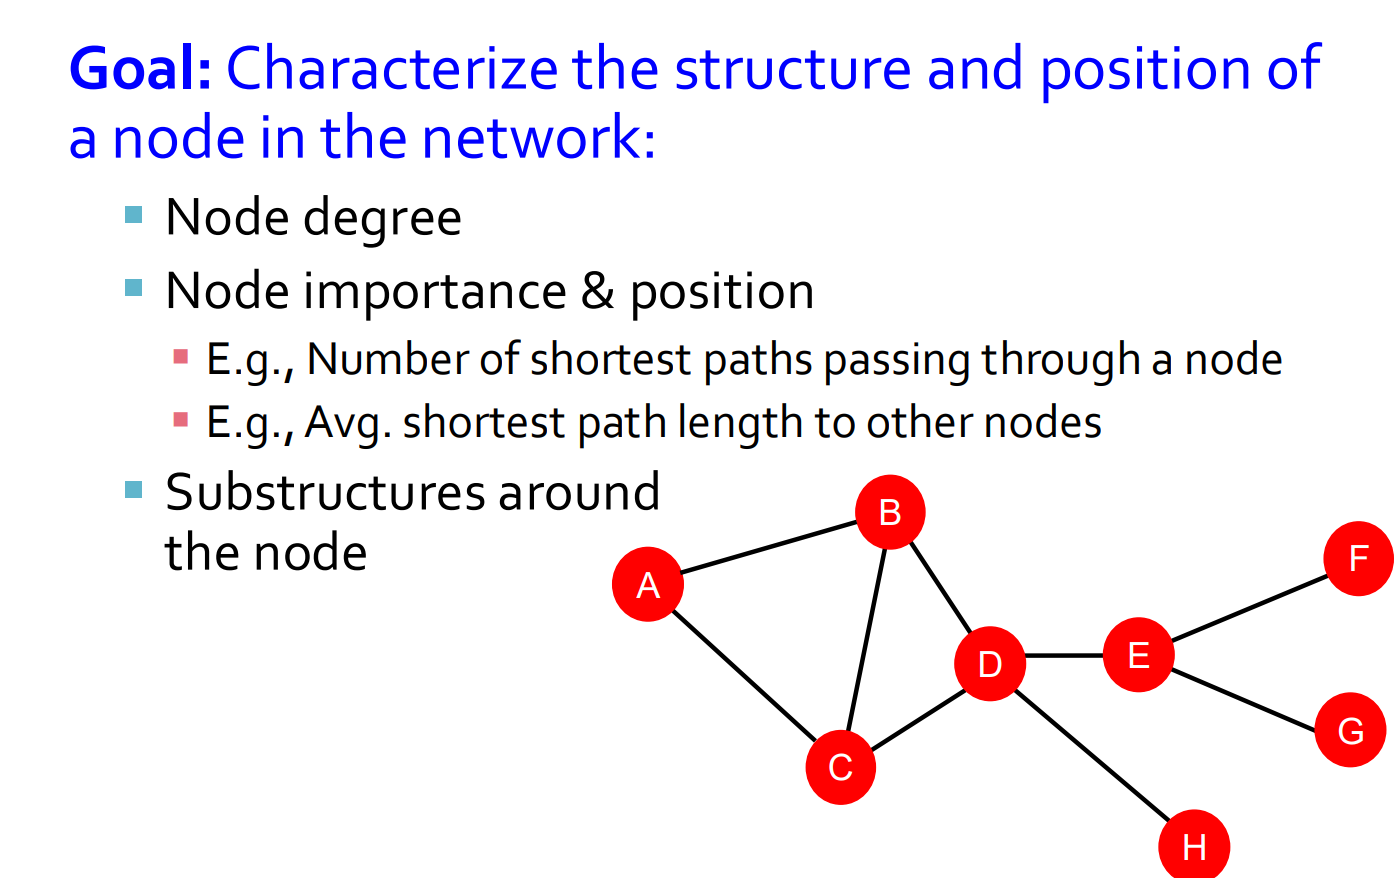 Goal: Characterize the structure and position of
a node in the network:
Node degree
Node importance & position
E.g., Number of shortest paths passing through a node
E.g., Avg. shortest path length to other nodes
Substructures around
the node
B
F
A
D
E
G
C
H